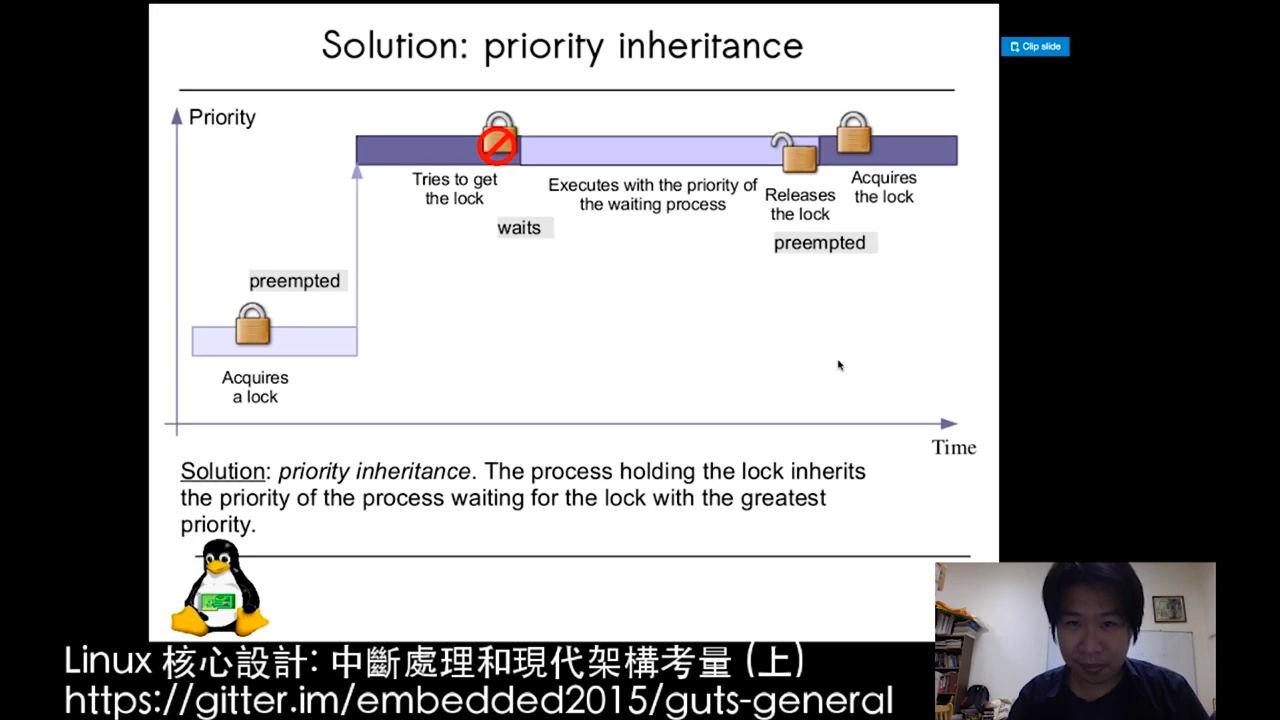 Solution: priority inheritance
Clip slide
Priority
Tries to get
the lock
waits
Executes with the priority of
the waiting process
Releases
the lock
preempted
Acquires
the lock
preempted
Acquires
a lock
Time
Solution: priority inheritance. The process holding the lock inherits
the priority of the process waiting for the lock with the greatest
priority.
Linux 核心設計: 中斷處理和現代架構考量 (上)
https://gitter.im/embedded2015/guts-general